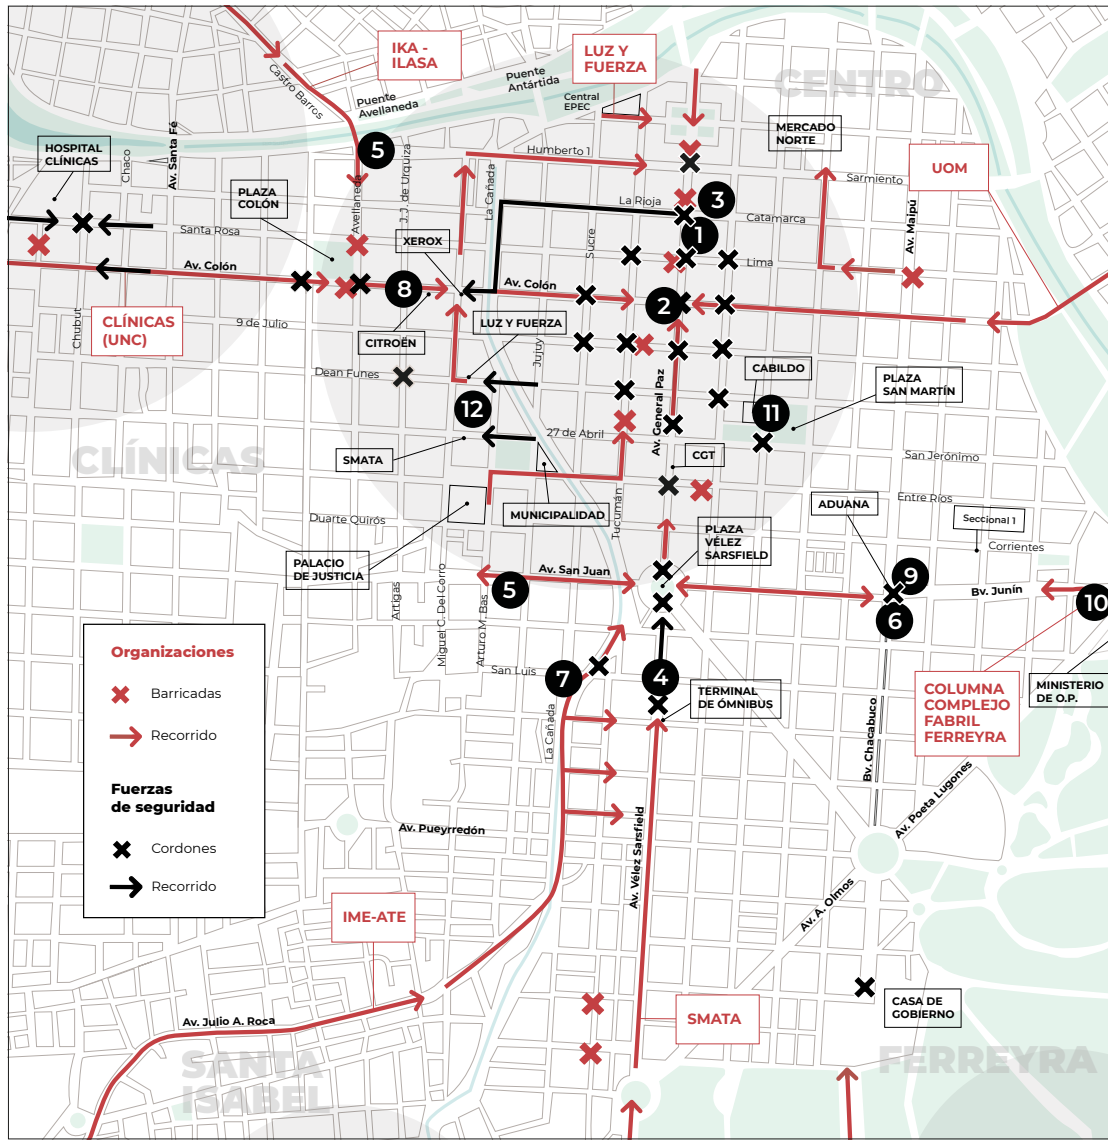 IKA -
ILASA
LUZ Y
FUERZA
Puente
Antártida
CENTRO
Castro Barros
Puente
Avellaneda
Central
EPEC
MERCADO
NORTE
HOSPITAL
CLÍNICAS
Chaco
Av. Santa Fé
5
J.J. de Urquiza
Humberto 1
UOM
PLAZA
COLÓN
Avellaneda
La Cañada
La Rioja
3
Sarmiento
Santa Rosa
XEROX
Sucre
1
Catamarca
Av. Maipú
Av. Colón
Lima
8
Av. Colón
2
CLÍNICAS
(UNC)
Chubut
9 de Julio
CITROËN
LUZ Y FUERZA
Jujuy
Dean Funes
CABILDO
PLAZA
SAN MARTÍN
12
Av. General Paz
11
27 de Abril
CLÍNICAS
SMATA
CGT
San Jerónimo
Entre Ríos
Duarte Quirós
MUNICIPALIDAD
Tucumán
ADUANA
Seccional 1
PLAZA
VÉLEZ
SARSFIELD
Corrientes
PALACIO
DE JUSTICIA
Av. San Juan
5
9
6
Bv. Junín
10
Artigas
Miguel C. Del Corro
Arturo M. Bas
San Luis
7
4
TERMINAL
DE ÓMNIBUS
COLUMNA
COMPLEJO
FABRIL
FERREYRA
MINISTERIO
DE O.P.
La Cañada
Bv. Chacabuco
Av. Poeta Lugones
Organizaciones
Barricadas
Recorrido
Fuerzas
de seguridad
Cordones
Recorrido
Av. Pueyrredón
Av. Vélez Sarsfield
Av. A. Olmos
IME-ATE
Av. Julio A. Roca
SMATA
CASA DE
GOBIERNO
SANTA
ISABEL
FERREYRA